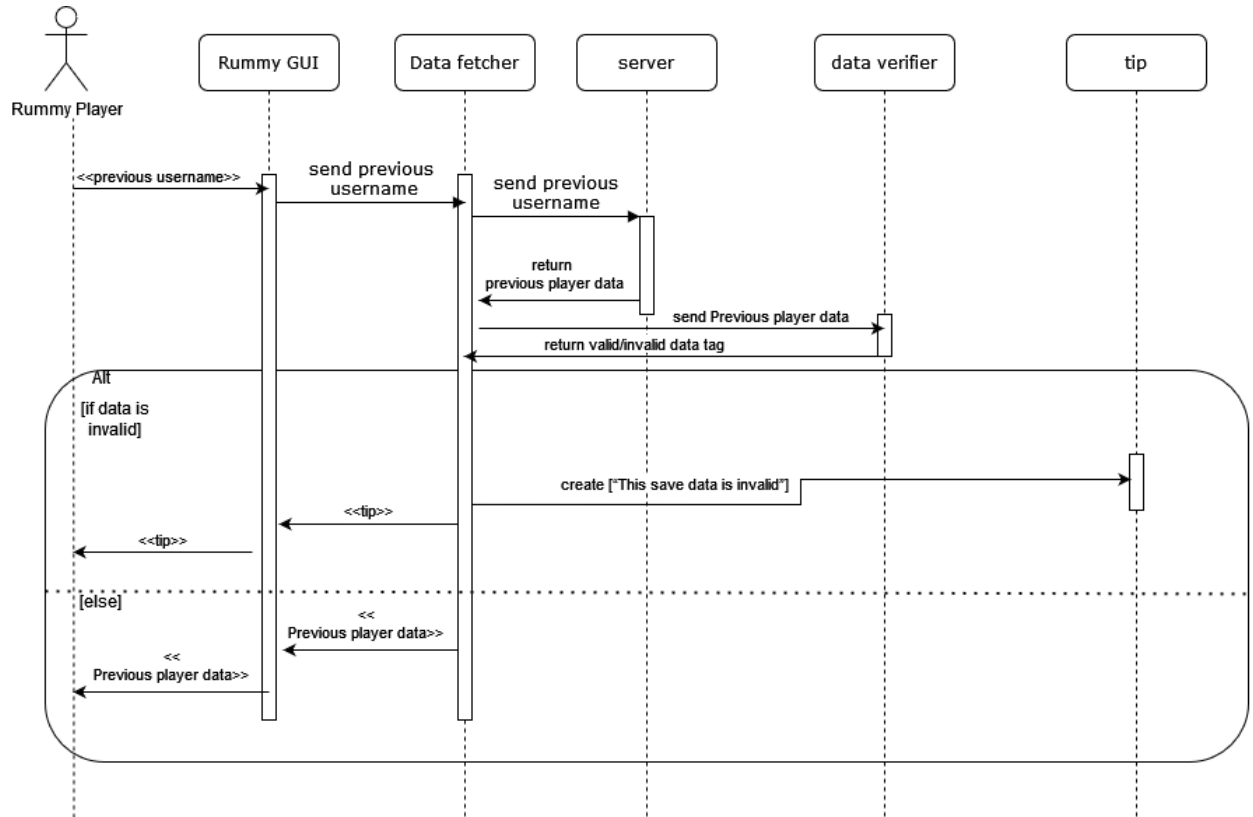 Rummy Player
Rummy GUI
Data fetcher
server
data verifier
tip
<<previous username>>
send previous
username
send previous
username
return
previous player data
send Previous player data
return valid/invalid data tag
Alt
[if data is
invalid]
create [“This save data is invalid”]
<<tip>>
<<tip>>
[else]
<<
Previous player data>>
<<
Previous player data>>